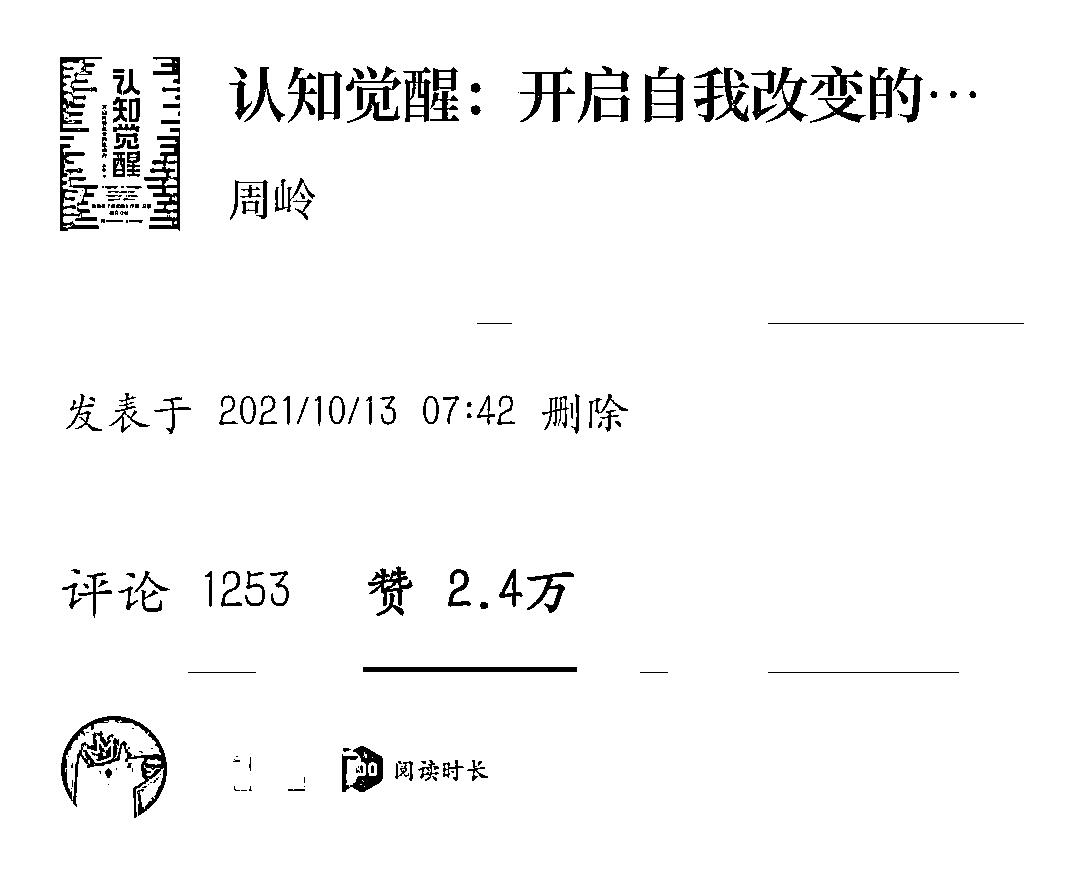 认知觉醒
认知觉醒：开启自我改变的…
周岭
发表于 2021/10/13 07:42 删除
评论 1253 赞 2.4万
阅读时长